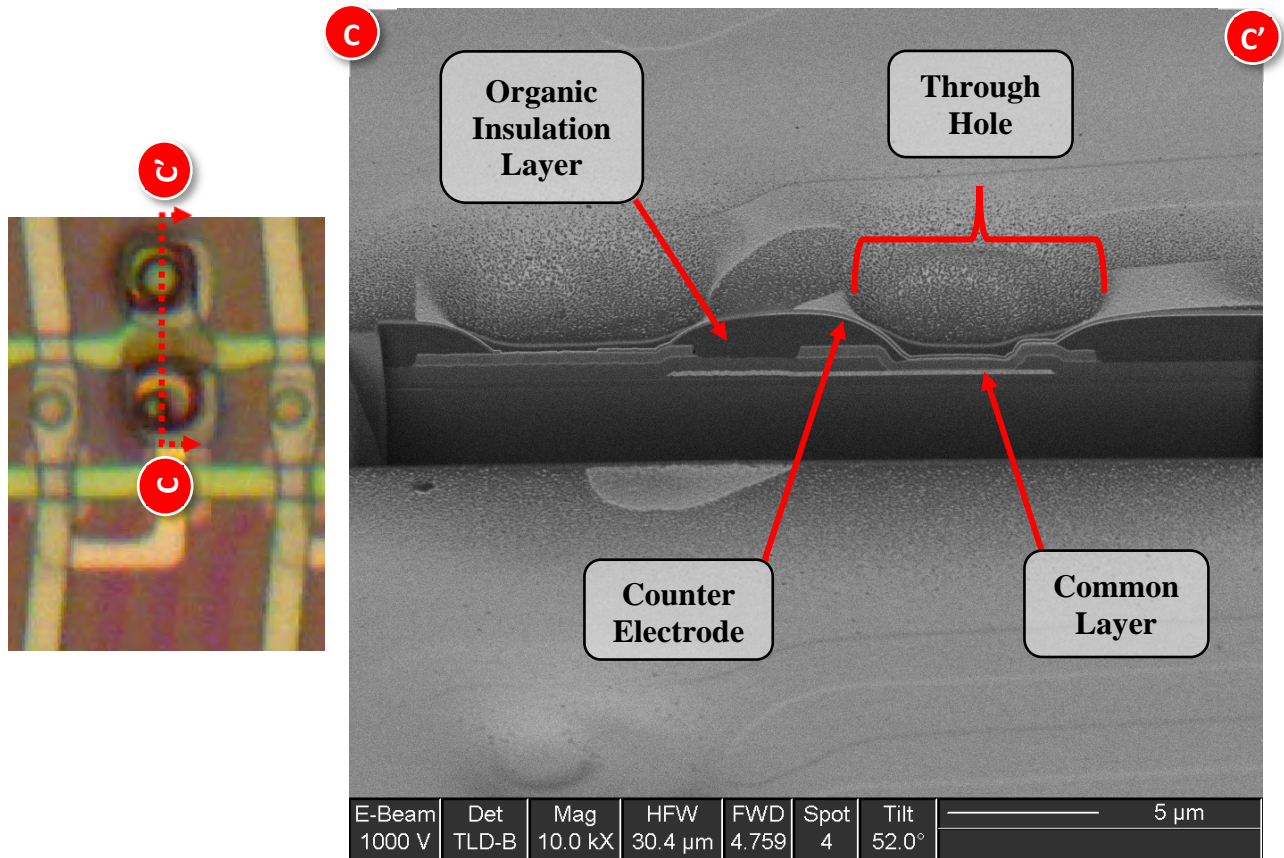 C
C'
Organic
Insulation
Layer
Through
Hole
C'
C
Counter
Electrode
Common
Layer
E-Beam Det Mag HFW FWD Spot Tilt
1000 V TLD-B 10.0 kX 30.4 µm 4.759 4 52.0°
5 µm